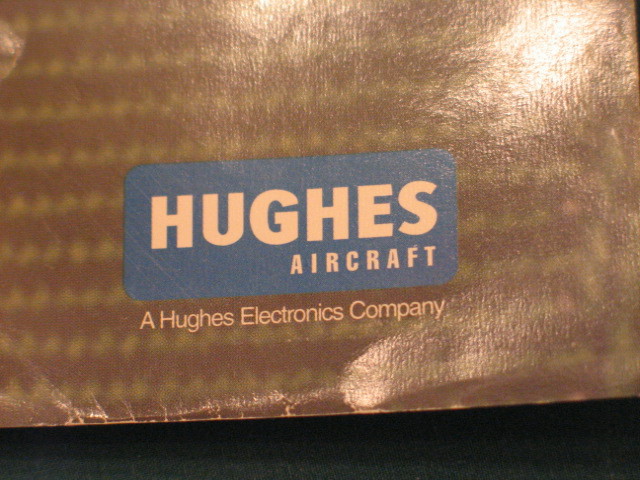 HUGHES
AIRCRAFT
A Hughes Electronics Company